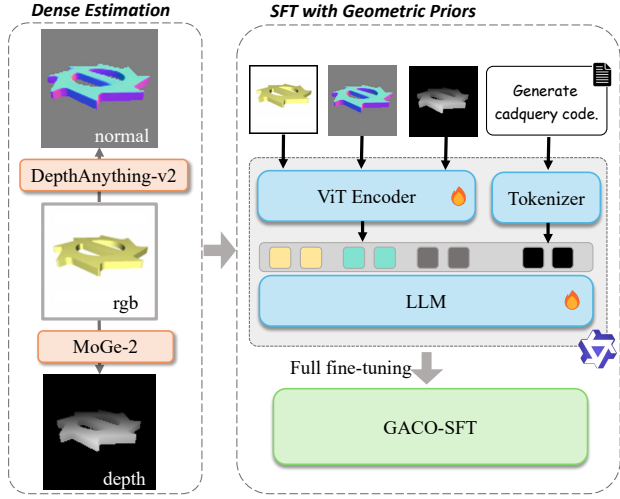 Dense Estimation
normal
DepthAnything-v2
rgb
MoGe-2
depth
SFT with Geometric Priors
Generate
cadquery code.
ViT Encoder
Tokenizer
LLM
Full fine-tuning
GACO-SFT